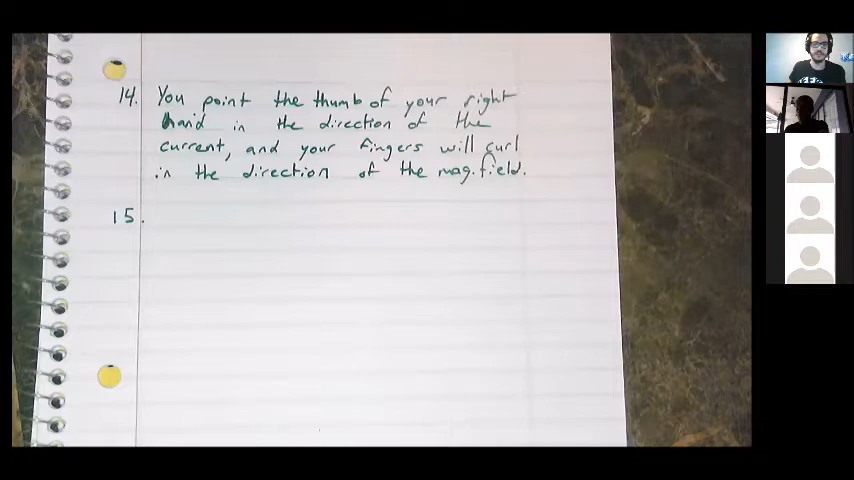 14. You point the thumb of your right
hand in the direction of the
current, and your fingers will curl
in the direction of the mag. field.
15.